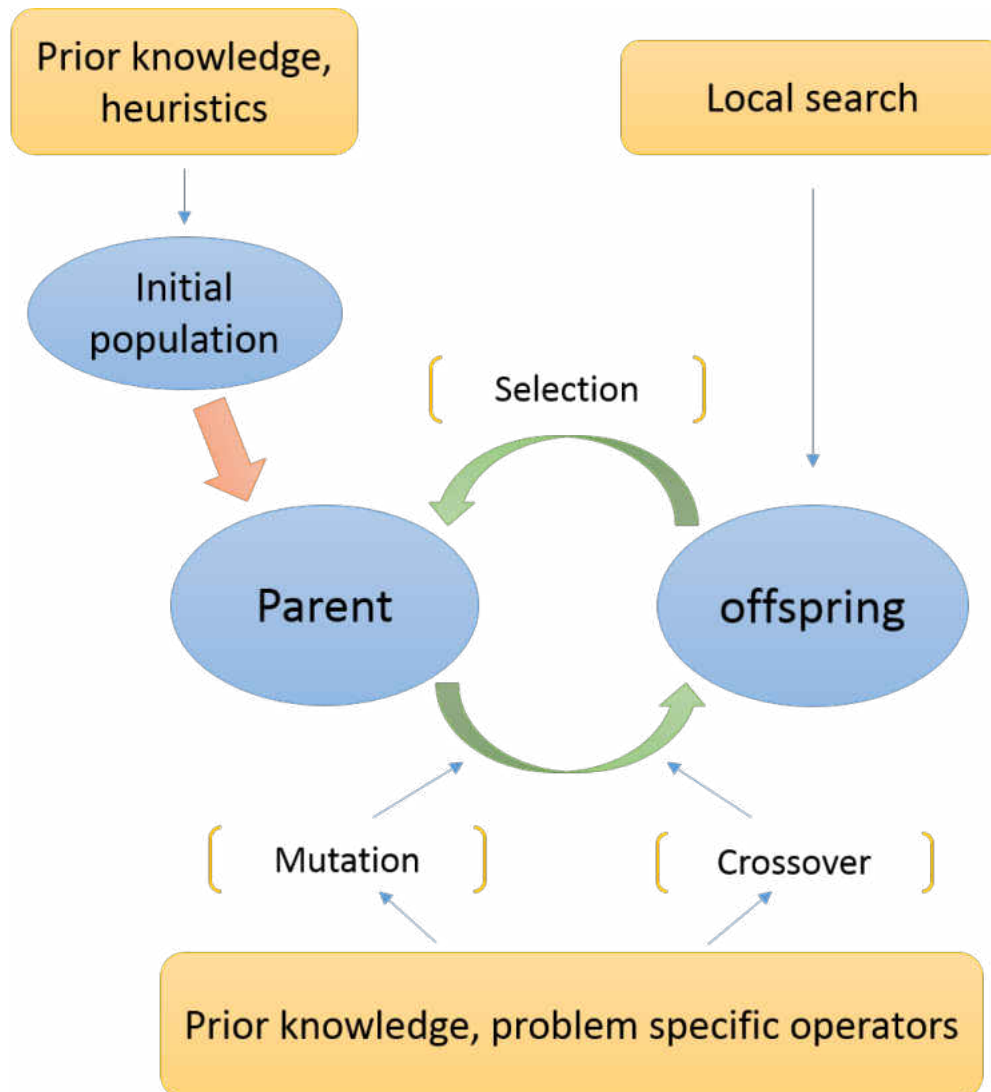 Prior knowledge,
heuristics
Local search
Initial
population
Selection
Parent
offspring
Mutation
Crossover
Prior knowledge, problem specific operators